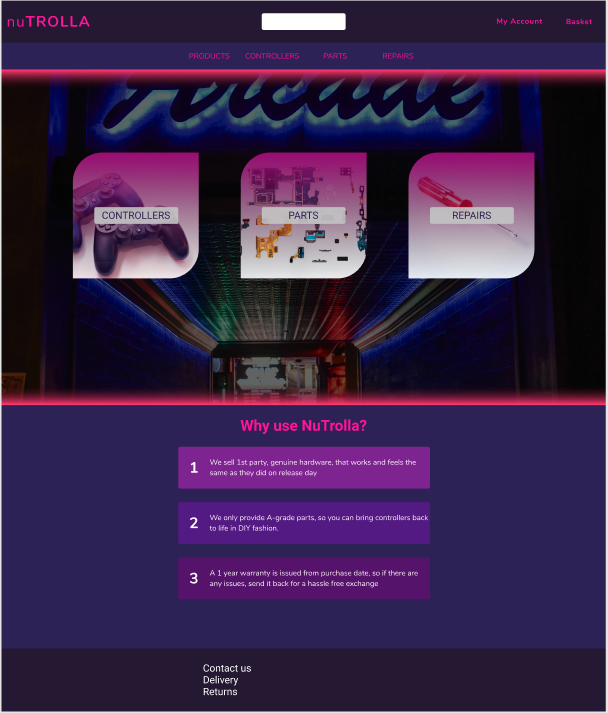 nuTROLLA
My Account
Basket
PRODUCTS CONTROLLERS PARTS REPAIRS
Arcade
CONTROLLERS
PARTS
REPAIRS
Why use NuTrolla?
1
We sell 1st party, genuine hardware, that works and feels the
same as they did on release day
2
We only provide A-grade parts, so you can bring controllers back
to life in DIY fashion.
3
A 1 year warranty is issued from purchase date, so if there are
any issues, send it back for a hassle free exchange
Contact us
Delivery
Returns